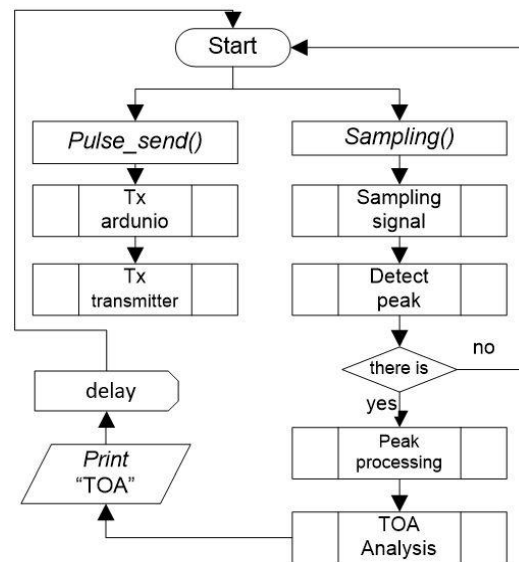 Start
Pulse_send()
Tx
ardunio
Tx
transmitter
Sampling()
Sampling
signal
Detect
peak
there is
no
yes
Peak
processing
TOA
Analysis
Print
“TOA”
delay